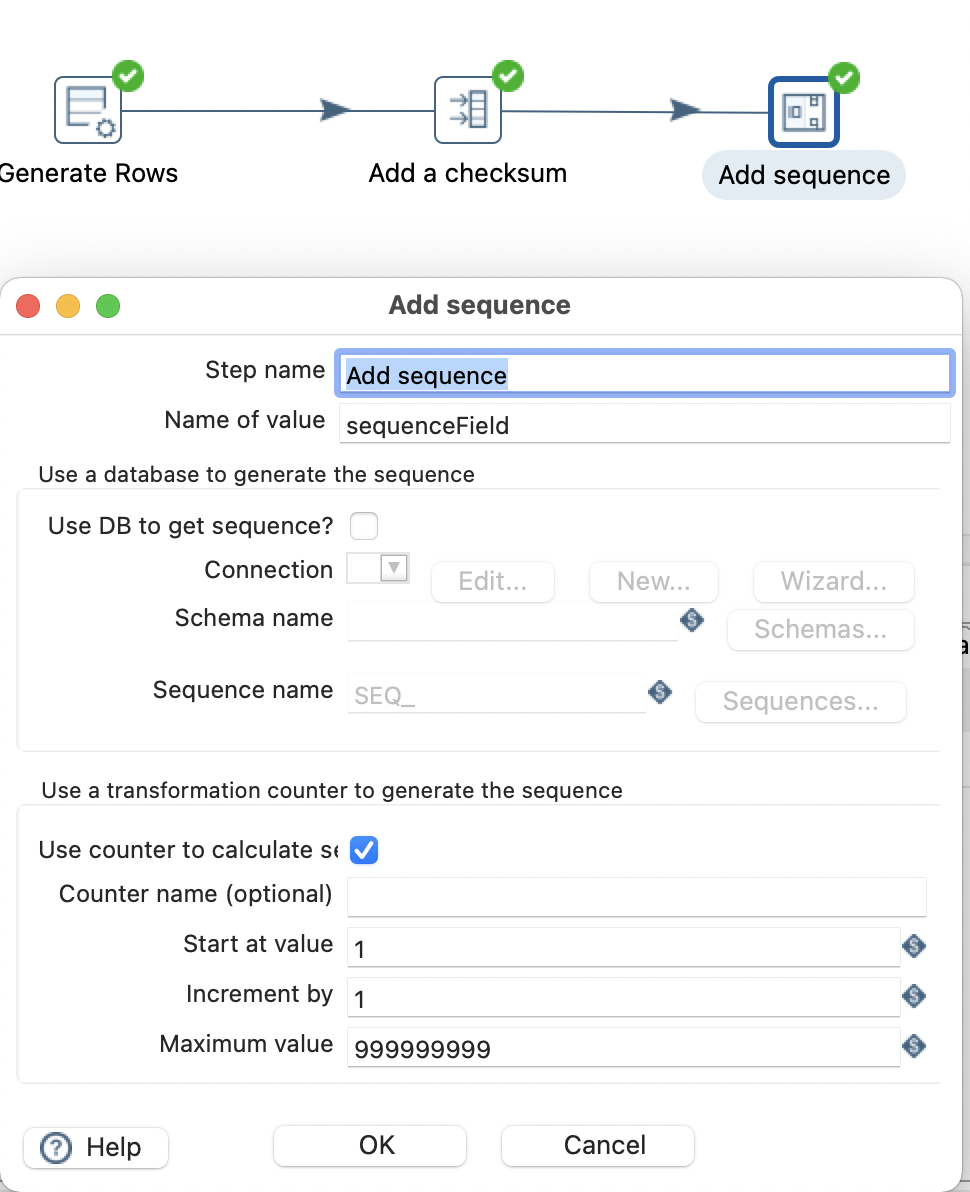 Generate Rows
Add a checksum
Add sequence
Add sequence
Step name Add sequence
Name of value sequenceField
Use a database to generate the sequence
Use DB to get sequence?
Connection Edit... New... Wizard...
Schema name Schemas...
Sequence name SEQ_ Sequences...
Use a transformation counter to generate the sequence
Use counter to calculate se
Counter name (optional)
Start at value 1
Increment by 1
Maximum value 999999999
Help OK Cancel